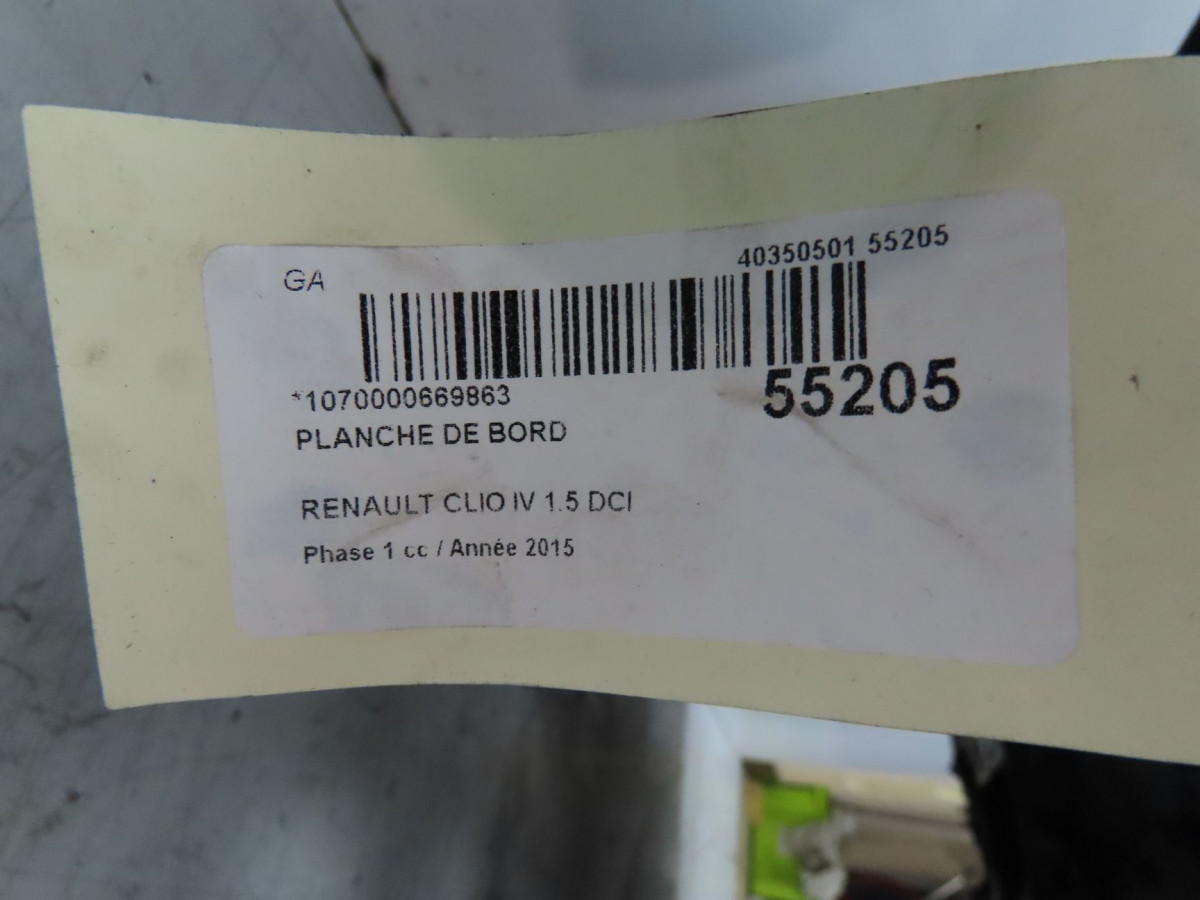 GA
40350501 55205
*1070000669863
55205
PLANCHE DE BORD
RENAULT CLIO IV 1.5 DCI
Phase 1 cc / Année 2015